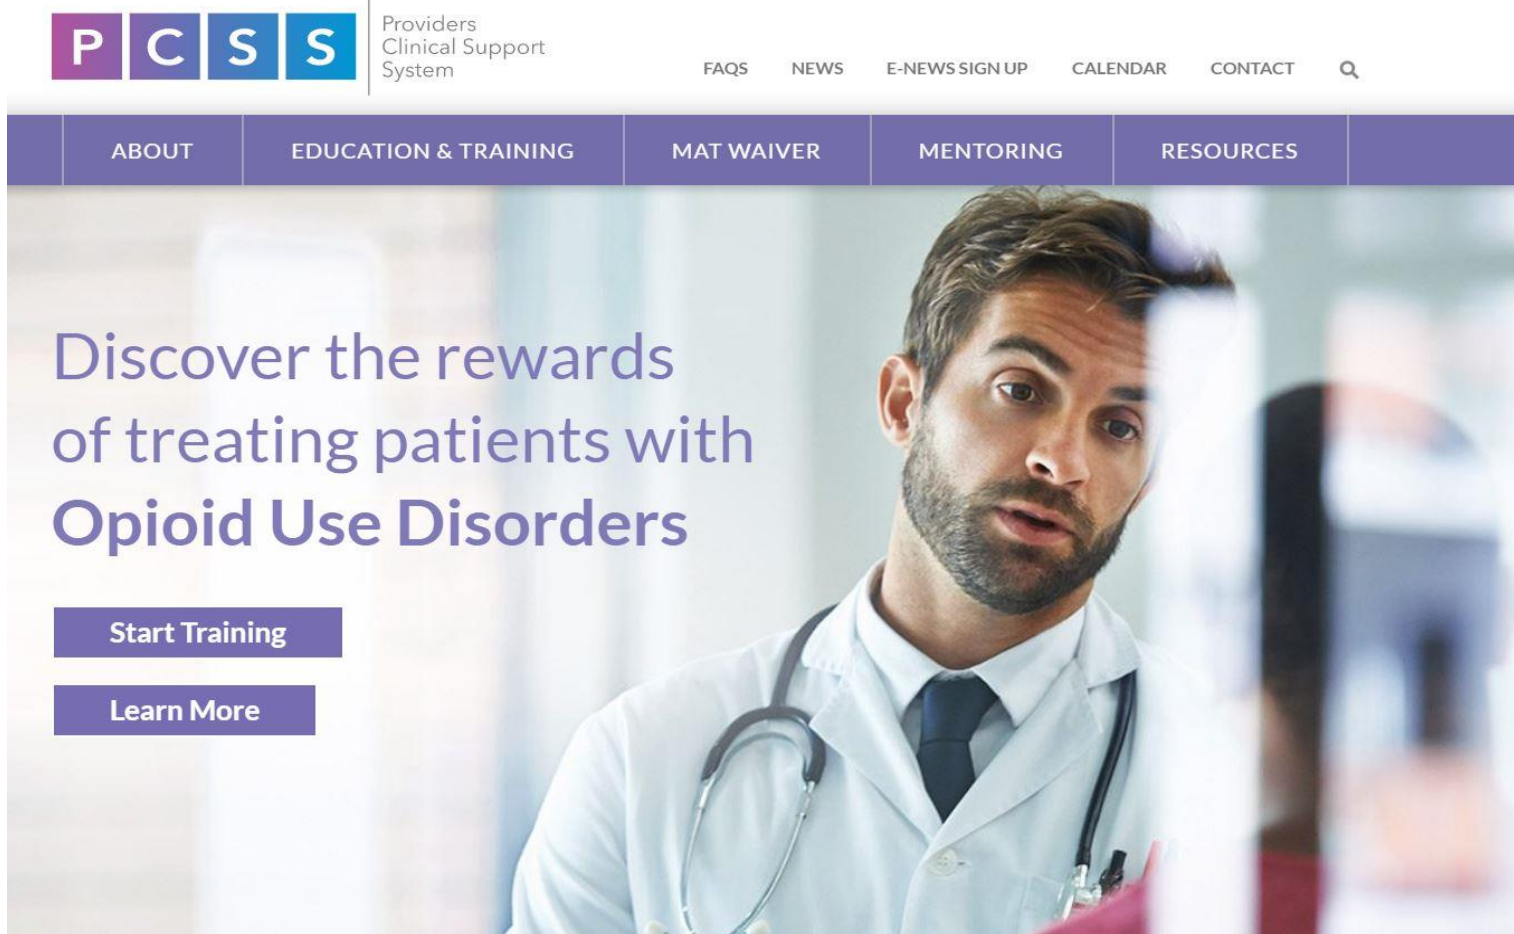 PCSS
Providers
Clinical Support
System
FAQS NEWS E-NEWS SIGN UP CALENDAR CONTACT
ABOUT EDUCATION & TRAINING MAT WAIVER MENTORING RESOURCES
Discover the rewards
of treating patients with
Opioid Use Disorders
Start Training
Learn More